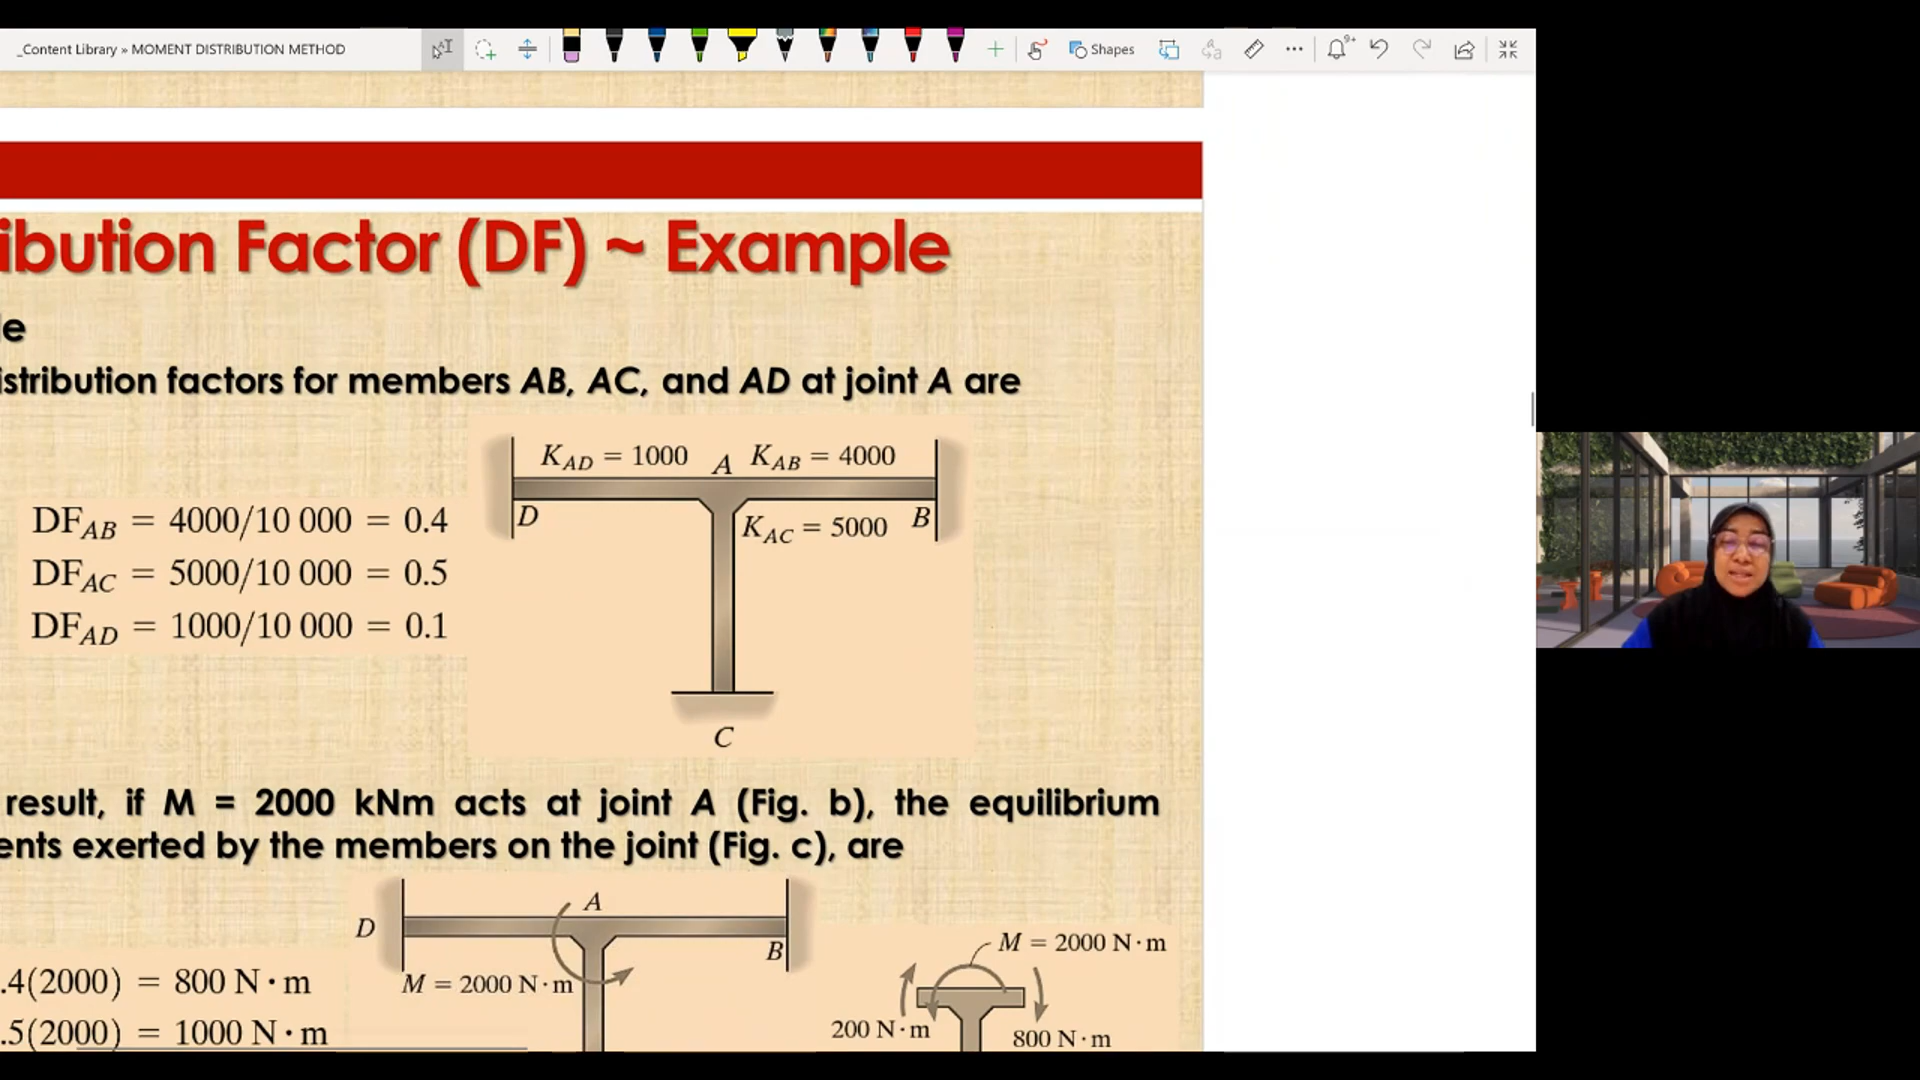 _Content Library » MOMENT DISTRIBUTION METHOD
Shapes
9+
ibution Factor (DF) ~ Example
le
istribution factors for members AB, AC, and AD at joint A are
K_AD = 1000 A K_AB = 4000
D K_AC = 5000 B
DF_AB = 4000/10 000 = 0.4
DF_AC = 5000/10 000 = 0.5
DF_AD = 1000/10 000 = 0.1
C
result, if M = 2000 kNm acts at joint A (Fig. b), the equilibrium
ents exerted by the members on the joint (Fig. c), are
A
D
B
M = 2000 N·m
M = 2000 N·m
200 N·m
800 N·m
.4(2000) = 800 N·m
.5(2000) = 1000 N·m